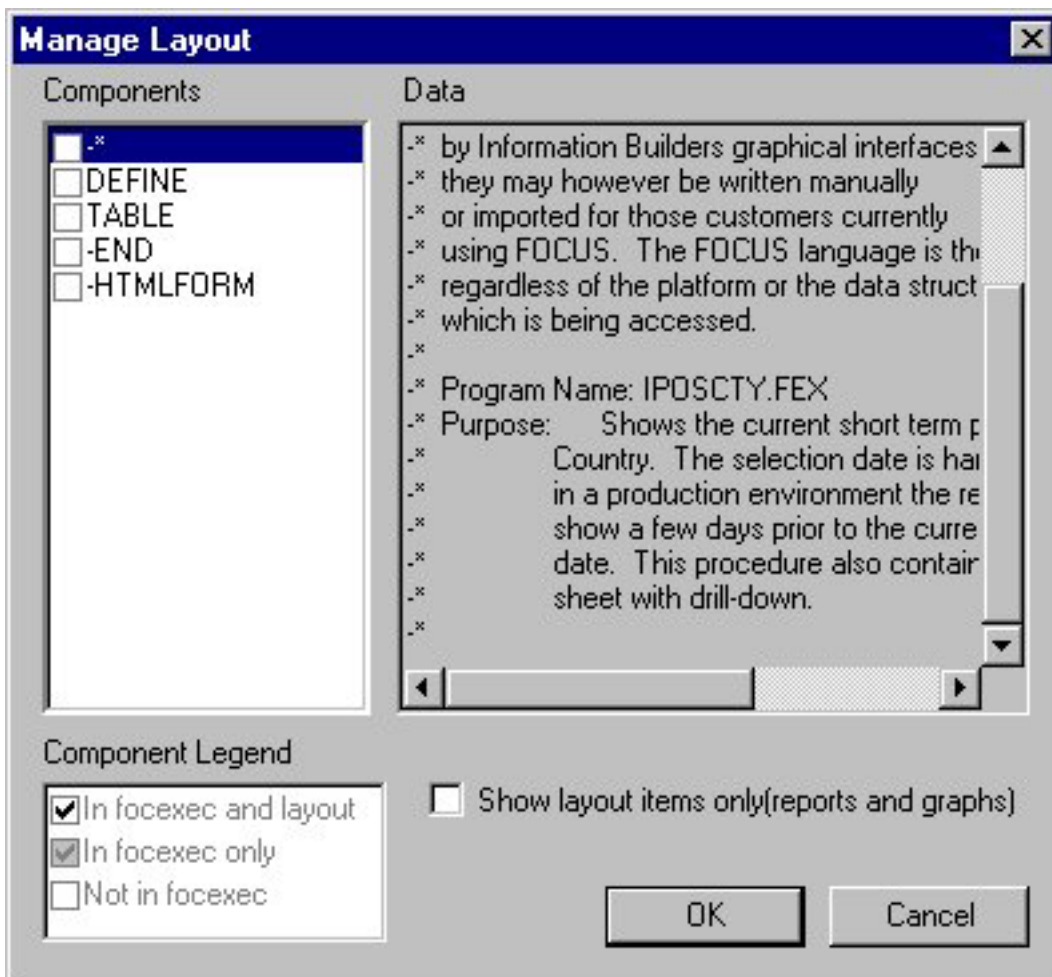 Manage Layout
Components
Data
-*
DEFINE
TABLE
-END
-HTMLFORM
-* by Information Builders graphical interfaces
-* they may however be written manually
-* or imported for those customers currently
-* using FOCUS.  The FOCUS language is the
-* regardless of the platform or the data struct
-* which is being accessed.
-*
-* Program Name: IPOSCTY.FEX
-* Purpose:      Shows the current short term p
-*               Country.  The selection date is har
-*               in a production environment the re
-*               show a few days prior to the curre
-*               date.  This procedure also contain
-*               sheet with drill-down.
-*
Component Legend
In focexec and layout
In focexec only
Not in focexec
Show layout items only(reports and graphs)
OK
Cancel